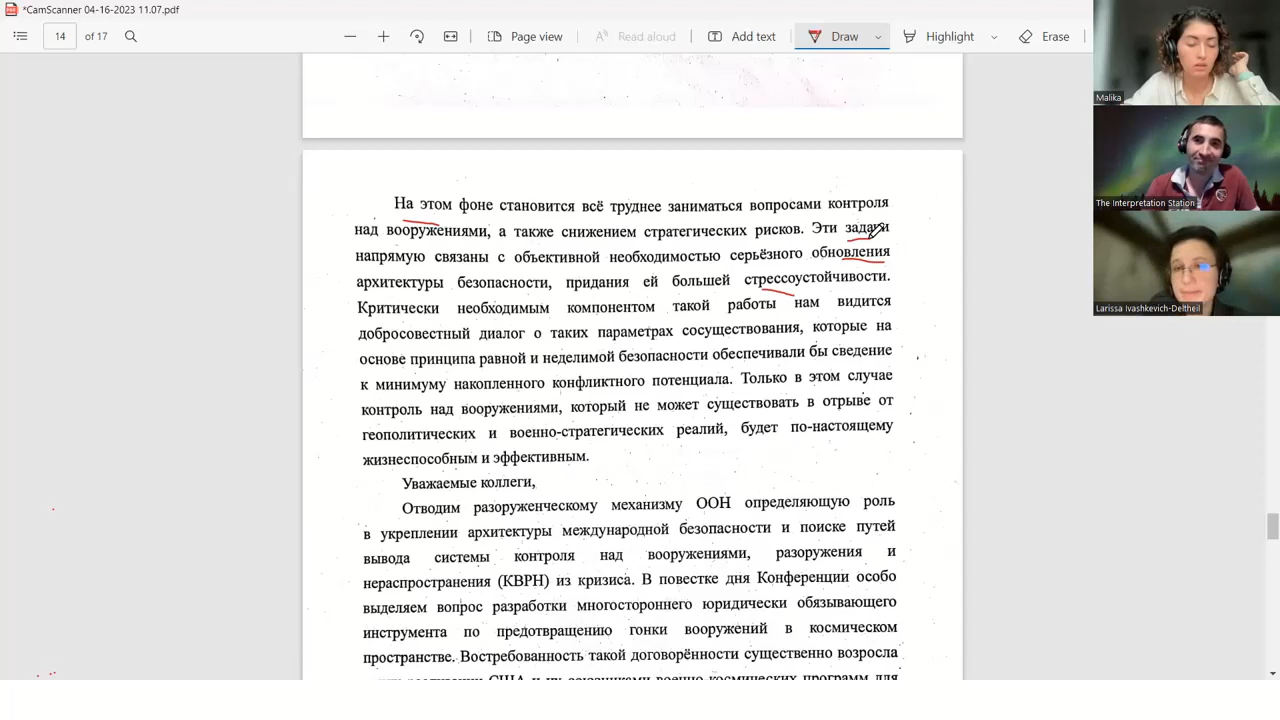 *CamScanner 04-16-2023 11.07.pdf
14 of 17
Page view
Read aloud
Add text
Draw
Highlight
Erase
Malika
The Interpretation Station
Larissa Ivashkevich-Deltheil
На этом фоне становится всё труднее заниматься вопросами контроля
над вооружениями, а также снижением стратегических рисков. Эти задачи
напрямую связаны с объективной необходимостью серьёзного обновления
архитектуры безопасности, придания ей большей стрессоустойчивости.
Критически необходимым компонентом такой работы нам видится
добросовестный диалог о таких параметрах сосуществования, которые на
основе принципа равной и неделимой безопасности обеспечивали бы сведение
к минимуму накопленного конфликтного потенциала. Только в этом случае
контроль над вооружениями, который не может существовать в отрыве от
геополитических и военно-стратегических реалий, будет по-настоящему
жизнеспособным и эффективным.
Уважаемые коллеги,
Отводим разоруженческому механизму ООН определяющую роль
в укреплении архитектуры международной безопасности и поиске путей
вывода системы контроля над вооружениями, разоружения и
нераспространения (КВРН) из кризиса. В повестке дня Конференции особо
выделяем вопрос разработки многостороннего юридически обязывающего
инструмента по предотвращению гонки вооружений в космическом
пространстве. Востребованность такой договорённости существенно возросла
США и их союзниками военно-космических программ для